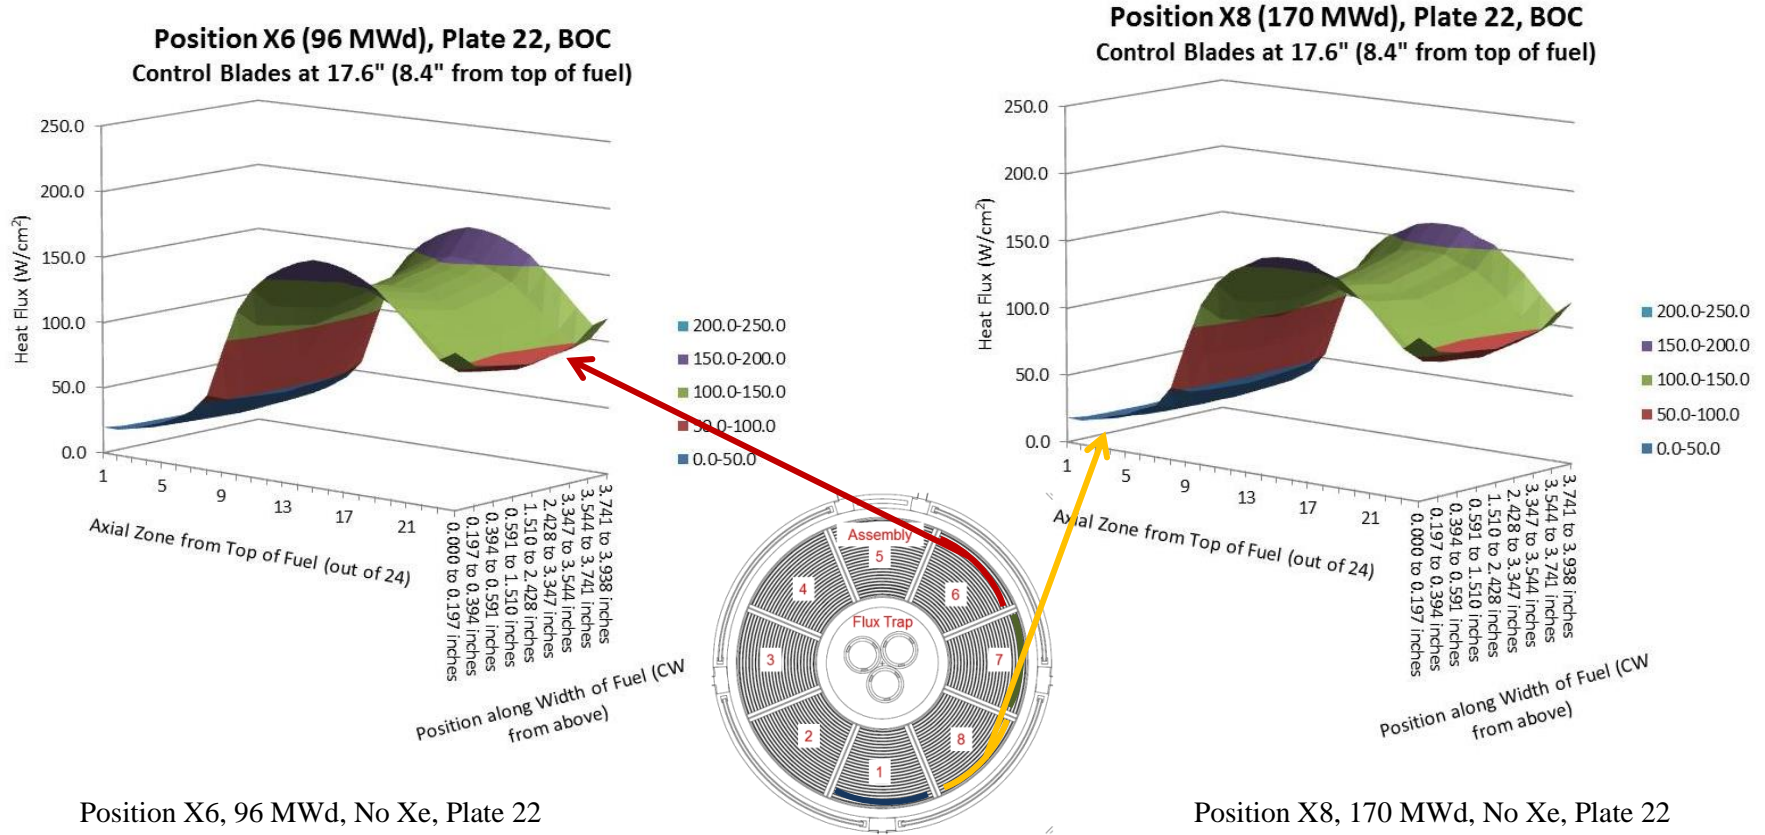 Position X6 (96 MWd), Plate 22, BOC
Control Blades at 17.6" (8.4" from top of fuel)
250.0
200.0
150.0
100.0
50.0
0.0
Heat Flux (W/cm²)
1
5
9
13
17
21
Axial Zone from Top of Fuel (out of 24)
0.000 to 0.197 inches
0.197 to 0.394 inches
0.394 to 0.591 inches
0.591 to 1.510 inches
1.510 to 2.428 inches
2.428 to 3.347 inches
3.347 to 3.544 inches
3.544 to 3.741 inches
3.741 to 3.938 inches
Position along Width of Fuel (CW
from above)
200.0-250.0
150.0-200.0
100.0-150.0
50.0-100.0
0.0-50.0
Position X6, 96 MWd, No Xe, Plate 22
Assembly
5
4
6
Flux Trap
3
7
2
8
1
Position X8 (170 MWd), Plate 22, BOC
Control Blades at 17.6" (8.4" from top of fuel)
250.0
200.0
150.0
100.0
50.0
0.0
Heat Flux (W/cm²)
1
5
9
13
17
21
Axial Zone from Top of Fuel (out of 24)
0.000 to 0.197 inches
0.197 to 0.394 inches
0.394 to 0.591 inches
0.591 to 1.510 inches
1.510 to 2.428 inches
2.428 to 3.347 inches
3.347 to 3.544 inches
3.544 to 3.741 inches
3.741 to 3.938 inches
Position along Width of Fuel (CW
from above)
200.0-250.0
150.0-200.0
100.0-150.0
50.0-100.0
0.0-50.0
Position X8, 170 MWd, No Xe, Plate 22